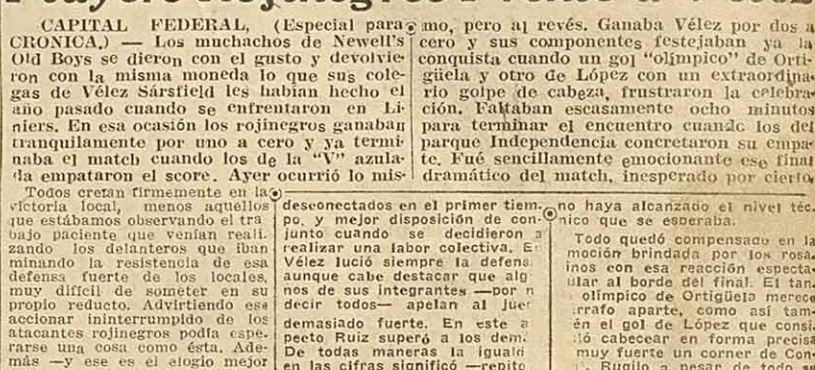 CAPITAL FEDERAL, (Especial para
CRONICA.) — Los muchachos de Newell's
Old Boys se dieron con el gusto y devolvie-
ron con la misma moneda lo que sus cole-
gas de Vélez Sársfield les habían hecho el
año pasado cuando se enfrentaron en Li-
niers. En esa ocasión los rojinegros ganaban
tranquilamente por uno a cero y ya termi-
naba el match cuando los de la "V" azula-
da empataron el score. Ayer ocurrió lo mis-
mo, pero al revés. Ganaba Vélez por dos a
cero y sus componentes festejaban ya la
conquista cuando un gol "olímpico" de Orti-
güela y otro de López con un extraordina-
rio golpe de cabeza, frustraron la celebra-
ción. Faltaban escasamente ocho minutos
para terminar el encuentro cuando los del
parque Independencia concretaron su empa-
te. Fué sencillamente emocionante ese final
dramático del match, inesperado por cierto,
Todos creían firmemente en la
victoria local, menos aquellos
que estábamos observando el tra
bajo paciente que venían reali-
zando los delanteros que iban
minando la resistencia de esa
defensa fuerte de los locales,
muy difícil de someter en su
propio reducto. Advirtiendo ese
accionar ininterrumpido de los
atacantes rojinegros podía espe-
rarse una cosa como ésta. Ade-
más —y ese es el elogio mejor
desconectados en el primer tiem-
po, y mejor disposición de con-
junto cuando se decidieron a
realizar una labor colectiva. E
Vélez lució siempre la defens
aunque cabe destacar que alg
nos de sus integrantes —por n
decir todos— apelan al jue
demasiado fuerte. En este a
pecto Ruiz superó a los dem
De todas maneras la iguald
en las cifras significó —repito
no haya alcanzado el nivel téc-
nico que se esperaba.
Todo quedó compensado en la
moción brindada por los rosa-
inos con esa reacción especta-
ular al borde del final. El tan-
olímpico de Ortigüela merece
rrafo aparte, como así tam-
én el gol de López que consi-
ió cabecear en forma precisa
muy fuerte un corner de Con-
Rugilo a pesar de todo su